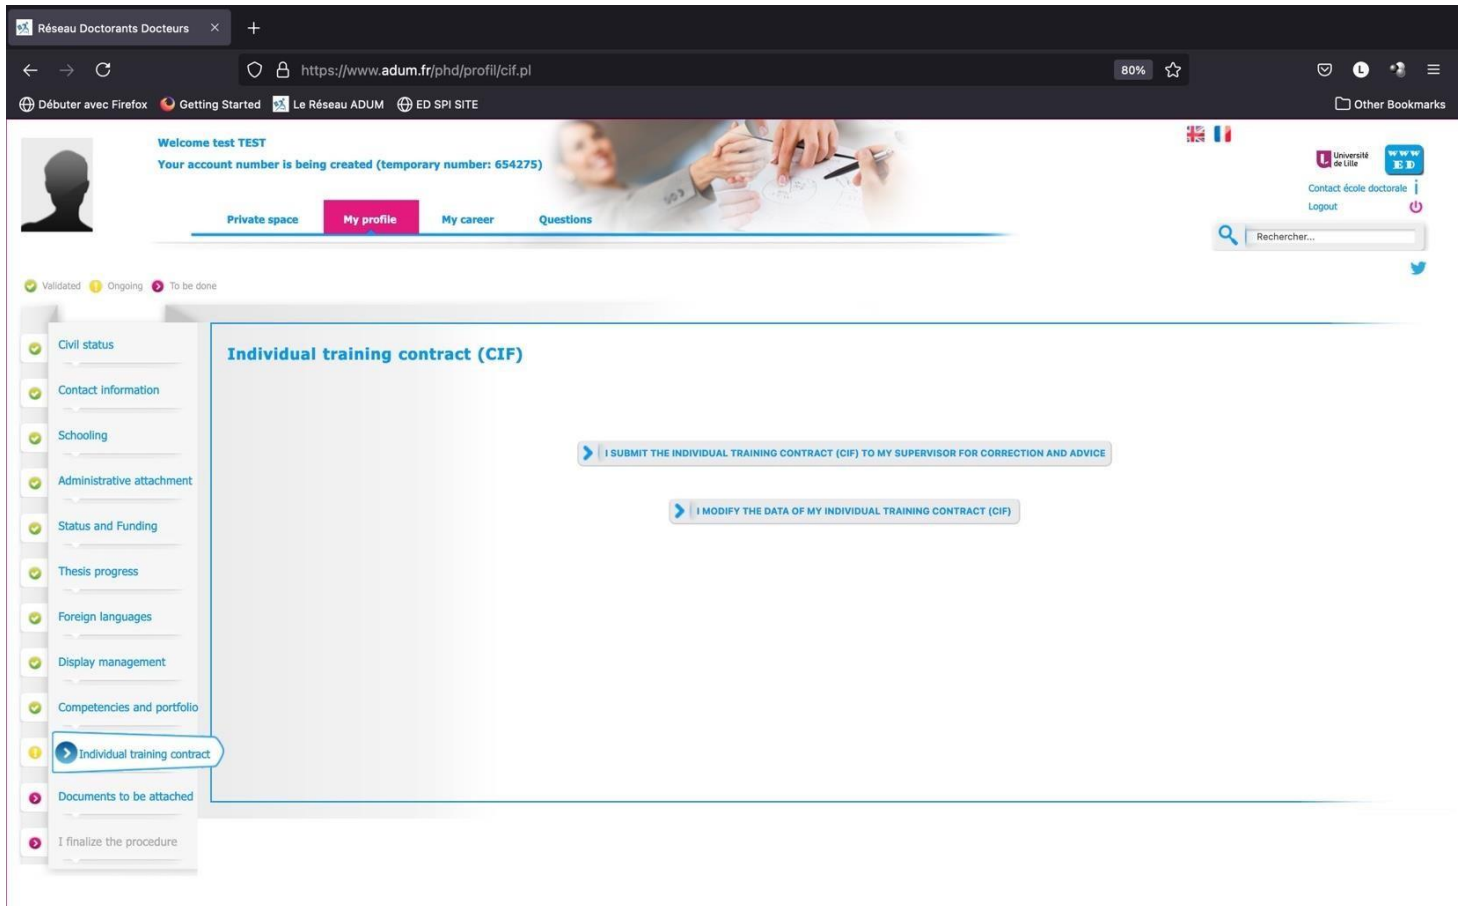 Réseau Doctorants Docteurs
https://www.adum.fr/phd/profil/cif.pl
80%
L
Débuter avec Firefox
Getting Started
Le Réseau ADUM
ED SPI SITE
Other Bookmarks
Welcome test TEST
Your account number is being created (temporary number: 654275)
Université
de Lille
WWW
ED
Contact école doctorale
Logout
Private space
My profile
My career
Questions
Rechercher...
Validated
Ongoing
To be done
Civil status
Contact information
Schooling
Administrative attachment
Status and Funding
Thesis progress
Foreign languages
Display management
Competencies and portfolio
Individual training contract
Documents to be attached
I finalize the procedure
Individual training contract (CIF)
I SUBMIT THE INDIVIDUAL TRAINING CONTRACT (CIF) TO MY SUPERVISOR FOR CORRECTION AND ADVICE
I MODIFY THE DATA OF MY INDIVIDUAL TRAINING CONTRACT (CIF)